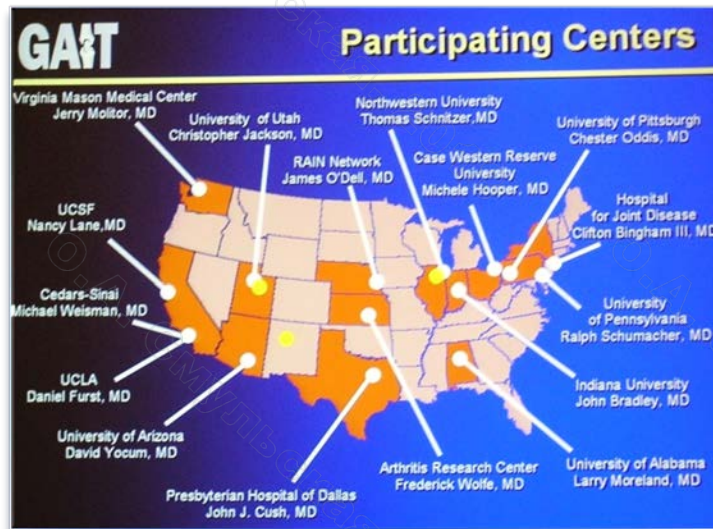 GAIT
Participating Centers
Virginia Mason Medical Center
Jerry Molitor, MD
University of Utah
Christopher Jackson, MD
RAIN Network
James O'Dell, MD
Northwestern University
Thomas Schnitzer,MD
Case Western Reserve
University
Michele Hooper, MD
University of Pittsburgh
Chester Oddis, MD
Hospital
for Joint Disease
Clifton Bingham III, MD
UCSF
Nancy Lane,MD
Cedars-Sinai
Michael Weisman, MD
UCLA
Daniel Furst, MD
University of Arizona
David Yocum, MD
Presbyterian Hospital of Dallas
John J. Cush, MD
Arthritis Research Center
Frederick Wolfe, MD
University of Alabama
Larry Moreland, MD
Indiana University
John Bradley, MD
University
of Pennsylvania
Ralph Schumacher, MD